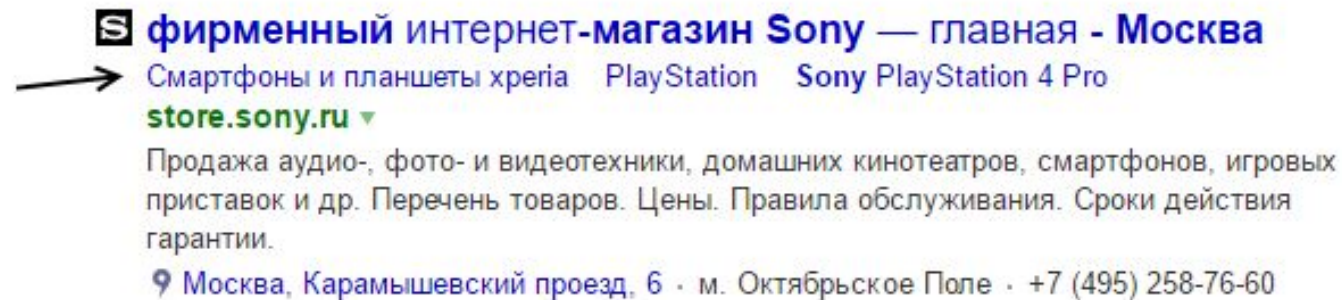 S фирменный интернет-магазин Sony — главная - Москва
Смартфоны и планшеты xperia PlayStation Sony PlayStation 4 Pro
store.sony.ru
Продажа аудио-, фото- и видеотехники, домашних кинотеатров, смартфонов, игровых
приставок и др. Перечень товаров. Цены. Правила обслуживания. Сроки действия
гарантии.
Москва, Карамышевский проезд, 6 · м. Октябрьское Поле · +7 (495) 258-76-60